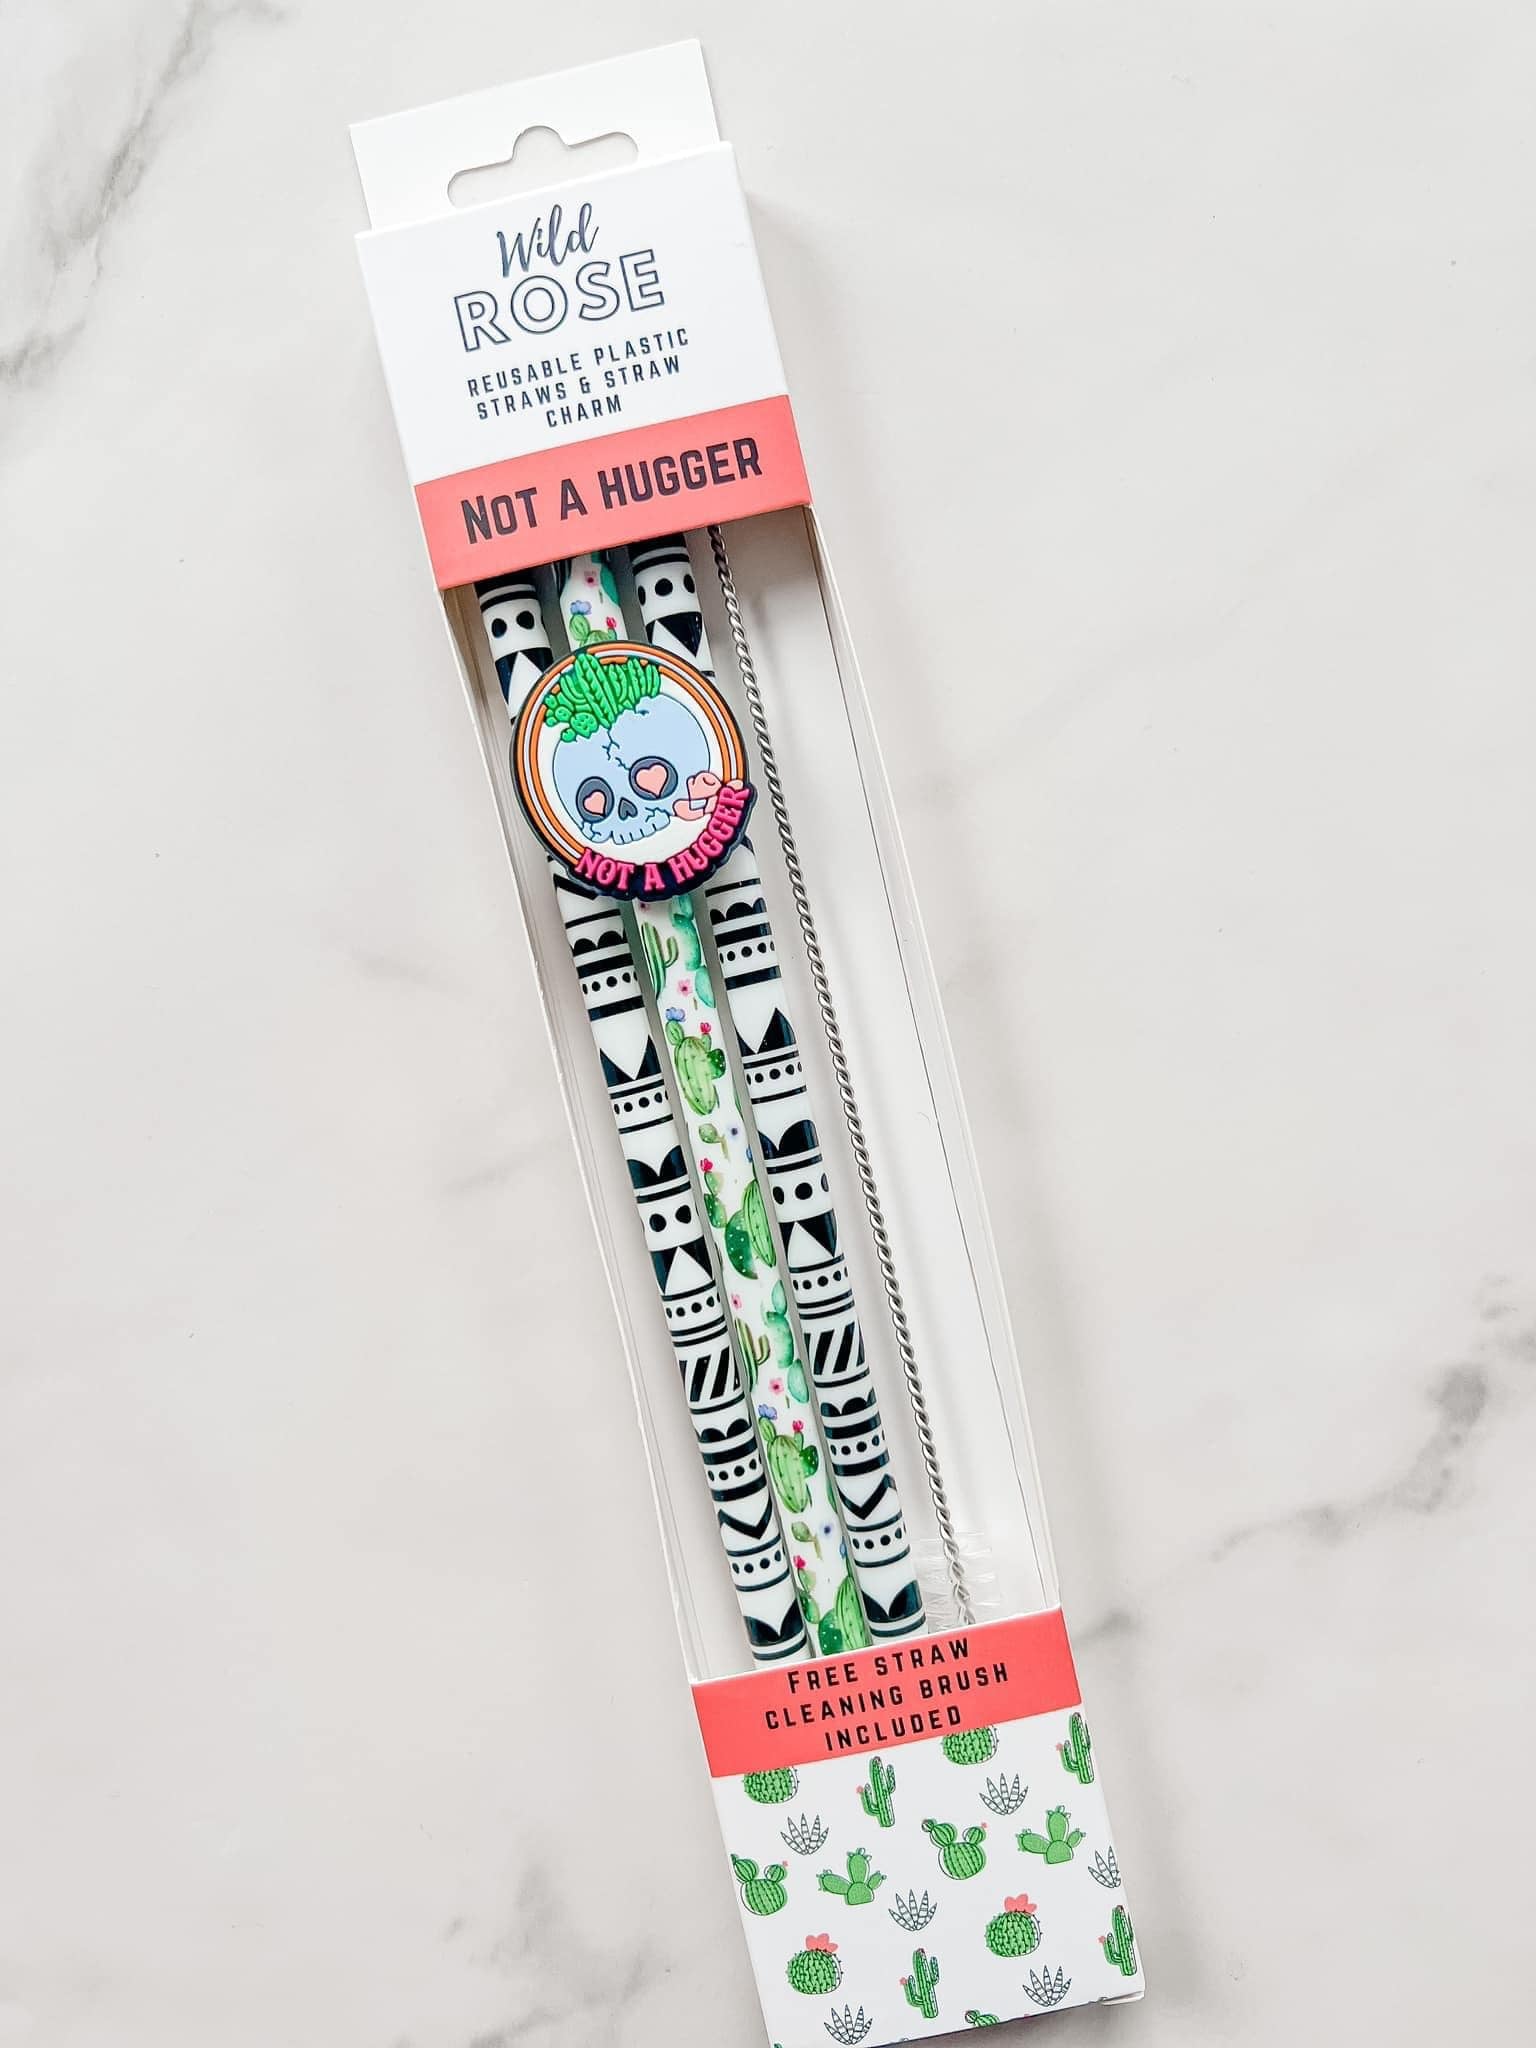 Wild
ROSE
REUSABLE PLASTIC
STRAWS & STRAW
CHARM
NOT A HUGGER
NOT A HUGGER
FREE STRAW
CLEANING BRUSH
INCLUDED